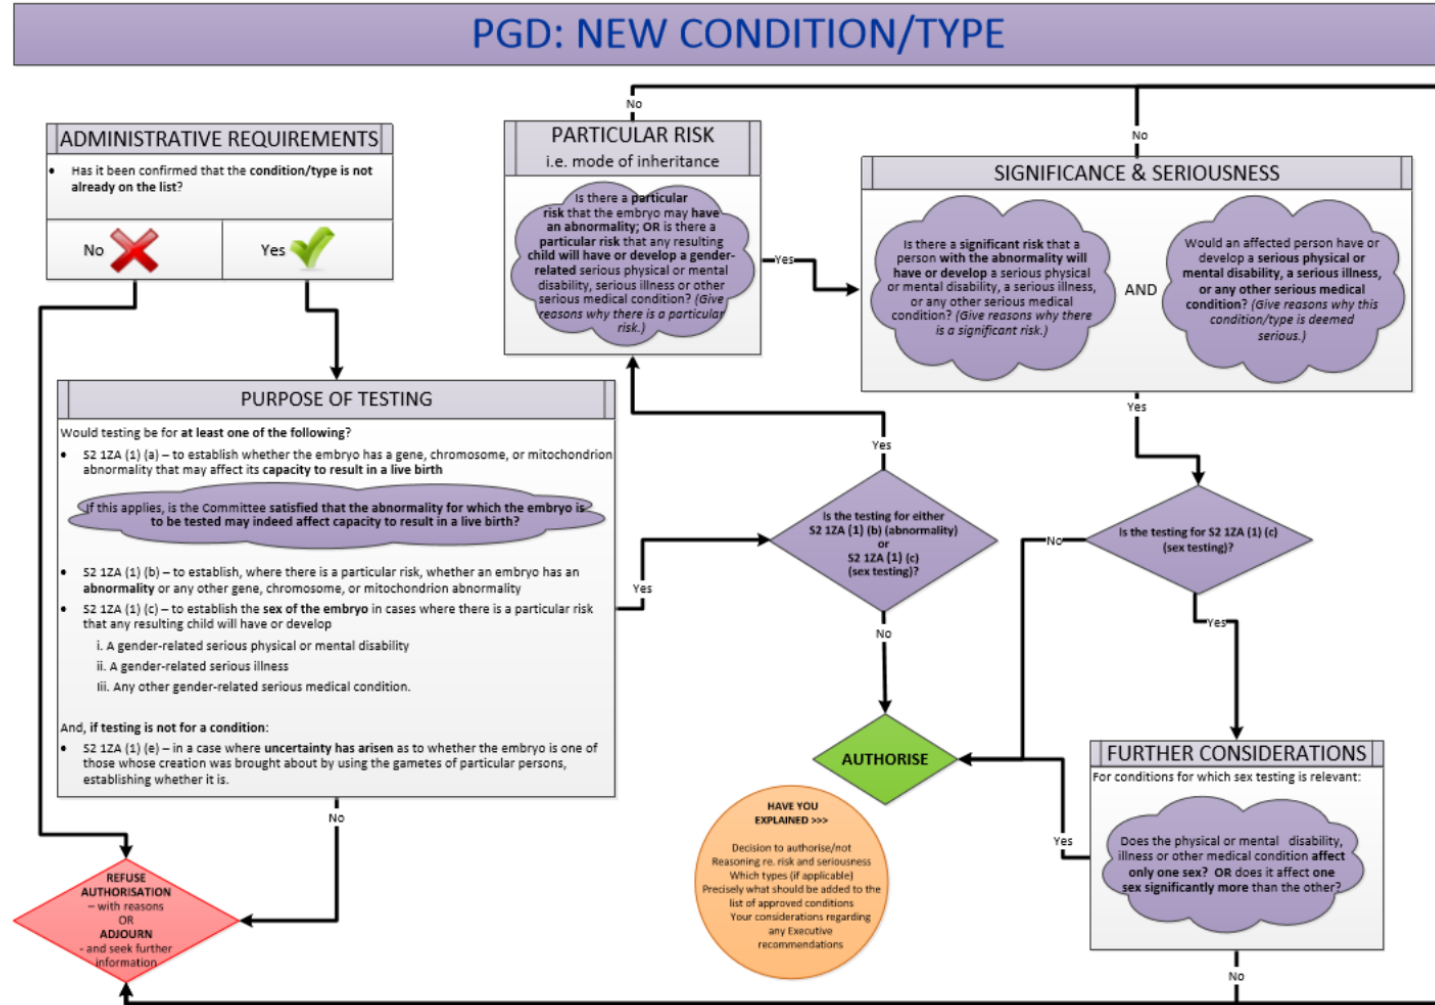 PGD: NEW CONDITION/TYPE
ADMINISTRATIVE REQUIREMENTS
• Has it been confirmed that the condition/type is not
already on the list?
No
Yes
PURPOSE OF TESTING
Would testing be for at least one of the following?
• S2 1ZA (1) (a) – to establish whether the embryo has a gene, chromosome, or mitochondrion
abnormality that may affect its capacity to result in a live birth
If this applies, is the Committee satisfied that the abnormality for which the embryo is
to be tested may indeed affect capacity to result in a live birth?
• S2 1ZA (1) (b) – to establish, where there is a particular risk, whether an embryo has an
abnormality or any other gene, chromosome, or mitochondrion abnormality
• S2 1ZA (1) (c) – to establish the sex of the embryo in cases where there is a particular risk
that any resulting child will have or develop
i. A gender-related serious physical or mental disability
ii. A gender-related serious illness
Iii. Any other gender-related serious medical condition.
And, if testing is not for a condition:
• S2 1ZA (1) (e) – in a case where uncertainty has arisen as to whether the embryo is one of
those whose creation was brought about by using the gametes of particular persons,
establishing whether it is.
Yes
No
REFUSE
AUTHORISATION
– with reasons
OR
ADJOURN
- and seek further
information
No
PARTICULAR RISK
i.e. mode of inheritance
Is there a particular
risk that the embryo may have
an abnormality; OR is there a
particular risk that any resulting
child will have or develop a gender-
related serious physical or mental
disability, serious illness or other
serious medical condition? (Give
reasons why there is a particular
risk.)
Yes
No
SIGNIFICANCE & SERIOUSNESS
Is there a significant risk that a
person with the abnormality will
have or develop a serious physical
or mental disability, a serious illness,
or any other serious medical
condition? (Give reasons why there
is a significant risk.)
AND
Would an affected person have or
develop a serious physical or
mental disability, a serious illness,
or any other serious medical
condition? (Give reasons why this
condition/type is deemed
serious.)
Yes
Yes
Is the testing for either
S2 1ZA (1) (b) (abnormality)
or
S2 1ZA (1) (c)
(sex testing)?
No
Is the testing for S2 1ZA (1) (c)
(sex testing)?
No
Yes
AUTHORISE
HAVE YOU
EXPLAINED >>>
Decision to authorise/not
Reasoning re. risk and seriousness
Which types (if applicable)
Precisely what should be added to the
list of approved conditions
Your considerations regarding
any Executive
recommendations
FURTHER CONSIDERATIONS
For conditions for which sex testing is relevant:
Does the physical or mental disability,
illness or other medical condition affect
only one sex? OR does it affect one
sex significantly more than the other?
Yes
No